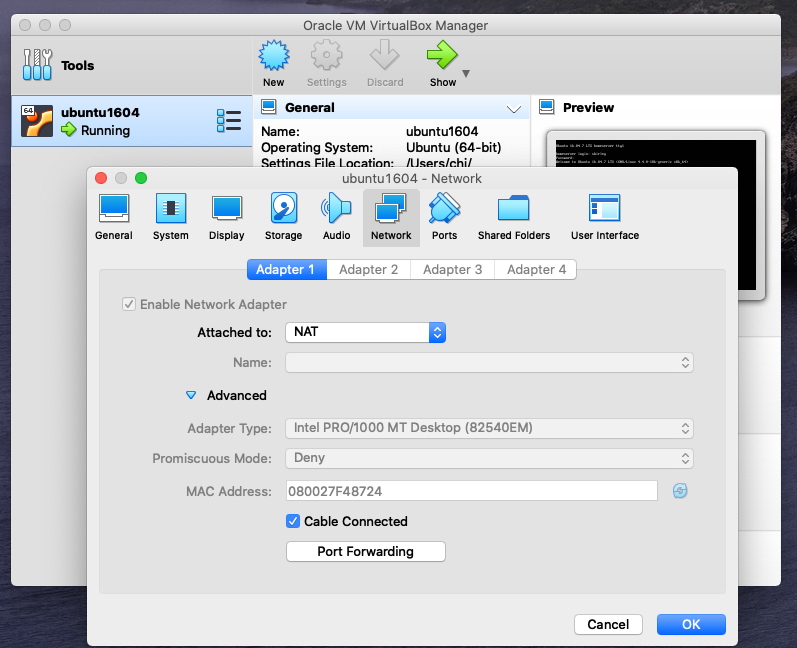 Oracle VM VirtualBox Manager
Tools
New
Settings
Discard
Show
64
ubuntu1604
Running
General
Name: ubuntu1604
Operating System: Ubuntu (64-bit)
Settings File Location: /Users/chi/
Preview
ubuntu1604 - Network
General
System
Display
Storage
Audio
Network
Ports
Shared Folders
User Interface
Adapter 1
Adapter 2
Adapter 3
Adapter 4
Enable Network Adapter
Attached to: NAT
Name:
Advanced
Adapter Type: Intel PRO/1000 MT Desktop (82540EM)
Promiscuous Mode: Deny
MAC Address: 080027F48724
Cable Connected
Port Forwarding
Cancel
OK